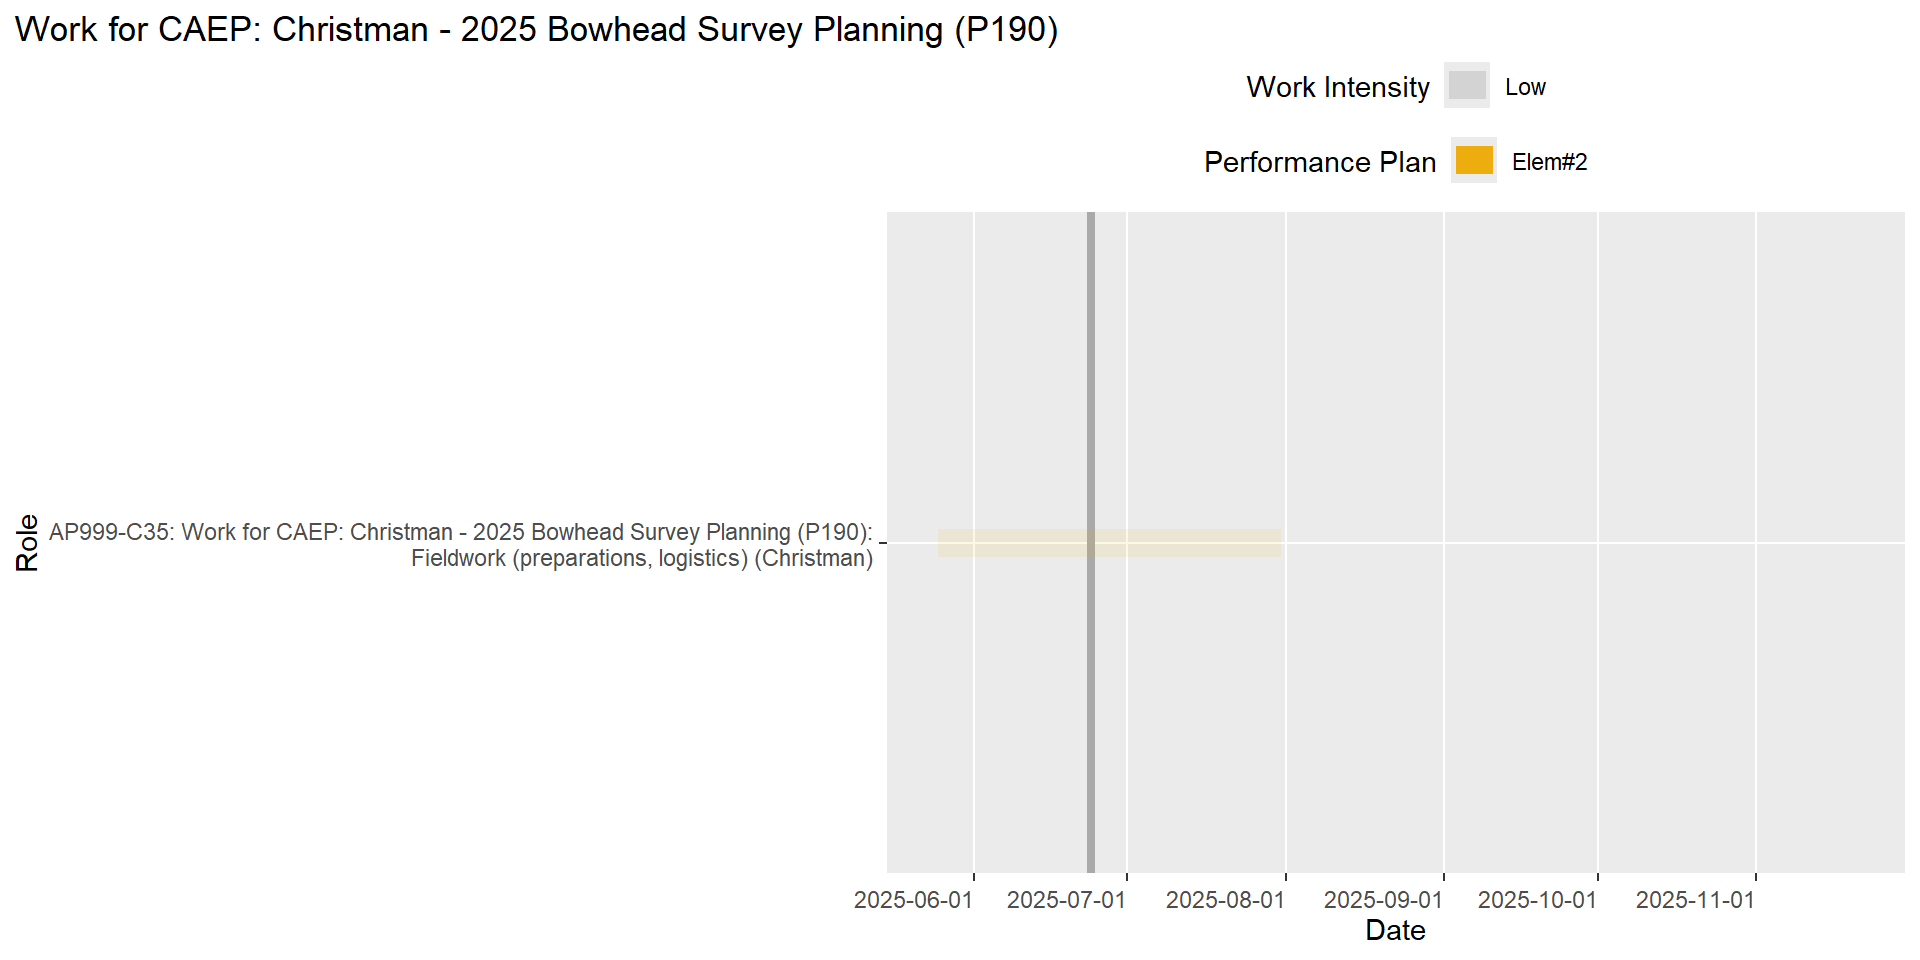 Work for CAEP: Christman - 2025 Bowhead Survey Planning (P190)
Work Intensity Low
Performance Plan Elem#2
Role
AP999-C35: Work for CAEP: Christman - 2025 Bowhead Survey Planning (P190):
Fieldwork (preparations, logistics) (Christman)
2025-06-01 2025-07-01 2025-08-01 2025-09-01 2025-10-01 2025-11-01
Date